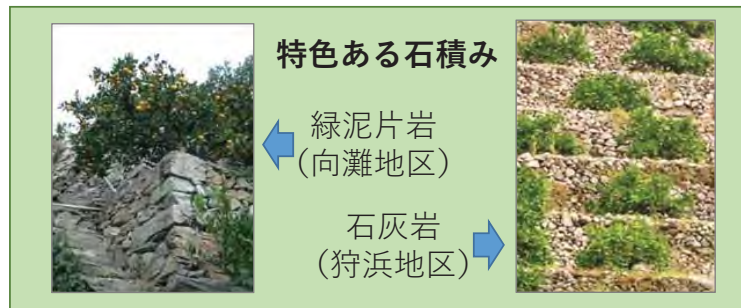 特色ある石積み
緑泥片岩
（向灘地区）
石灰岩
（狩浜地区）